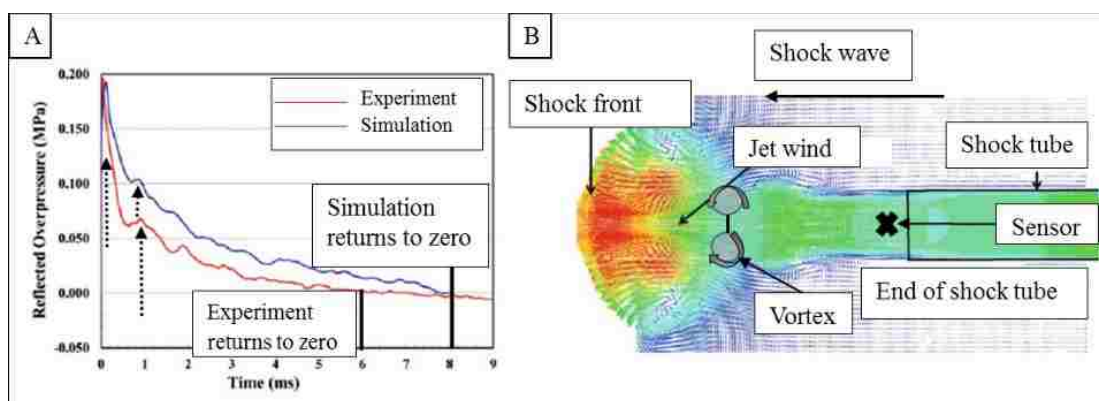 A
0.200
0.150
0.100
0.050
0.000
-0.050
Reflected Overpressure (MPa)
0 1 2 3 4 5 6 7 8 9
Time (ms)
Experiment
Simulation
Simulation
returns to zero
Experiment
returns to zero
B
Shock wave
Shock front
Jet wind
Shock tube
Sensor
End of shock tube
Vortex